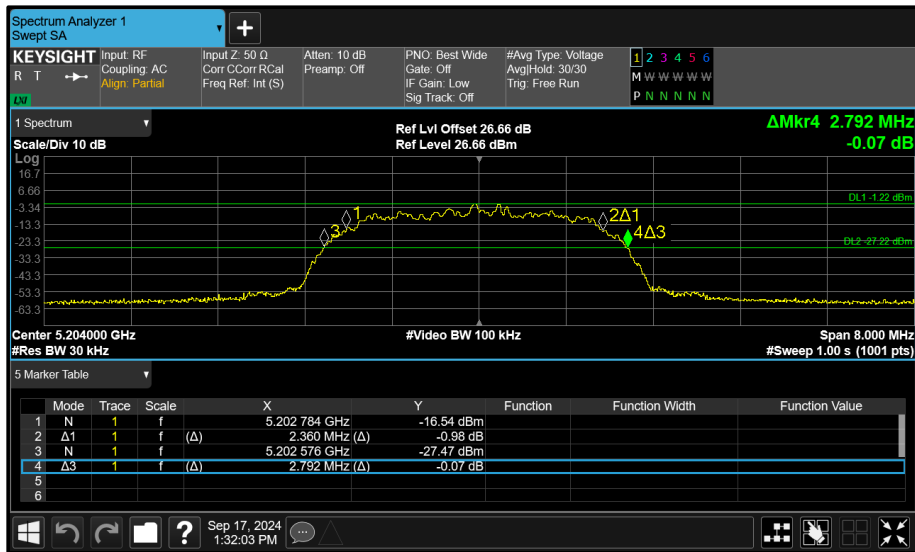 Spectrum Analyzer 1
Swept SA
KEYSIGHT
R T
LXI
Input: RF
Coupling: AC
Align: Partial
Input Z: 50 Ω
Corr CCorr RCal
Freq Ref: Int (S)
Atten: 10 dB
Preamp: Off
PNO: Best Wide
Gate: Off
IF Gain: Low
Sig Track: Off
#Avg Type: Voltage
Avg|Hold: 30/30
Trig: Free Run
1 2 3 4 5 6
M W W W W W
P N N N N N
1 Spectrum
Scale/Div 10 dB
Ref Lvl Offset 26.66 dB
Ref Level 26.66 dBm
ΔMkr4 2.792 MHz
-0.07 dB
Log
16.7
6.66
-3.34
-13.3
-23.3
-33.3
-43.3
-53.3
-63.3
DL1 -1.22 dBm
1
2Δ1
3
4Δ3
DL2 -27.22 dBm
Center 5.204000 GHz
#Video BW 100 kHz
Span 8.000 MHz
#Res BW 30 kHz
#Sweep 1.00 s (1001 pts)
5 Marker Table
Mode Trace Scale X Y Function Function Width Function Value
1 N 1 f 5.202 784 GHz -16.54 dBm
2 Δ1 1 f (Δ) 2.360 MHz (Δ) -0.98 dB
3 N 1 f 5.202 576 GHz -27.47 dBm
4 Δ3 1 f (Δ) 2.792 MHz (Δ) -0.07 dB
5
6
Sep 17, 2024
1:32:03 PM